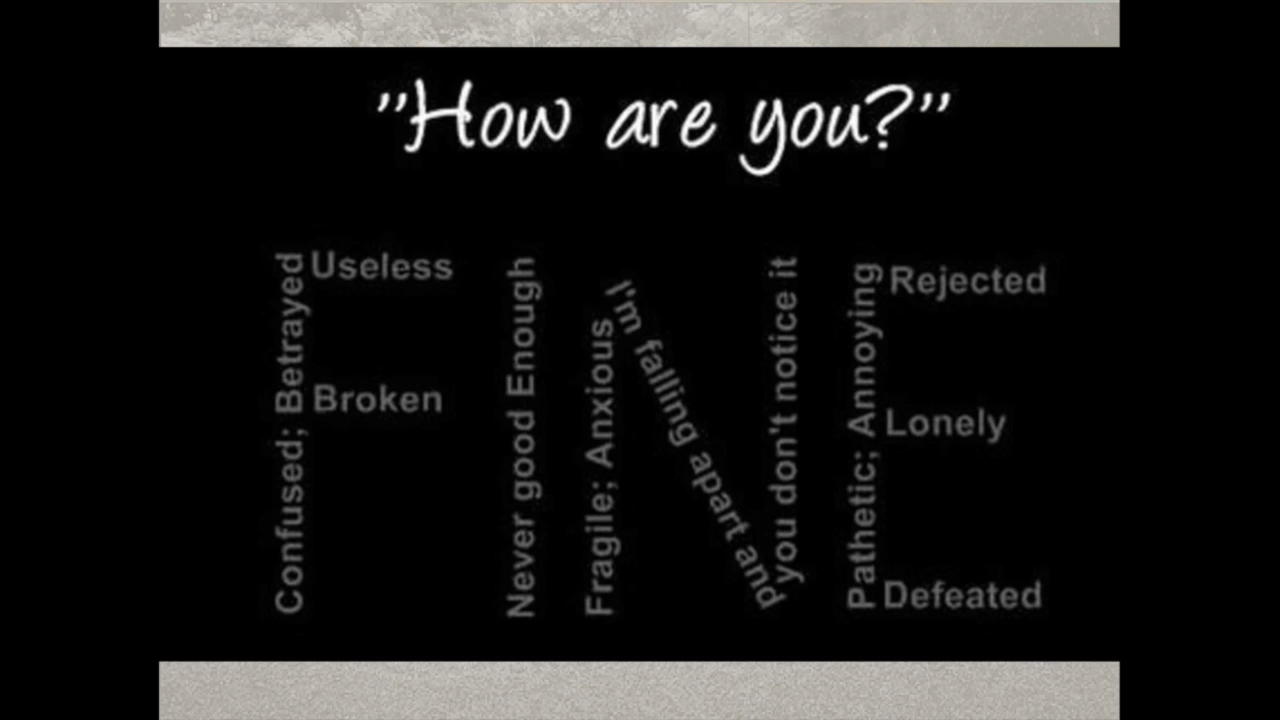 "How are you?"
Confused; Betrayed
Useless
Broken
Never good Enough
Fragile; Anxious
I'm falling apart and
you don't notice it
Pathetic; Annoying
Rejected
Lonely
Defeated